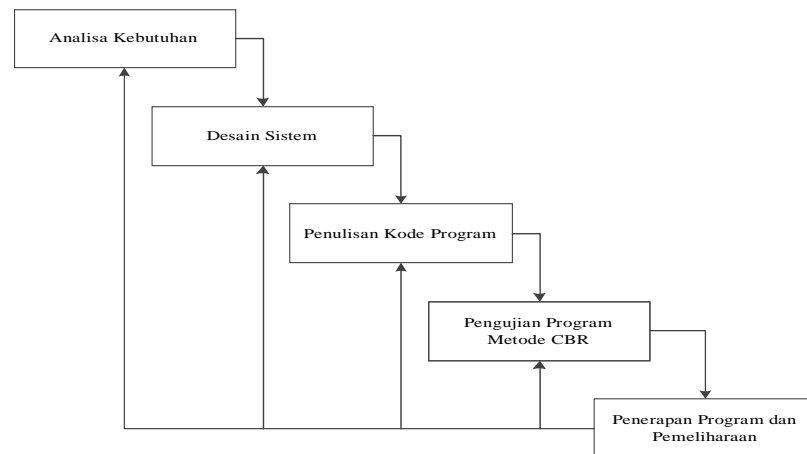 Analisa Kebutuhan
Desain Sistem
Penulisan Kode Program
Pengujian Program
Metode CBR
Penerapan Program dan
Pemeliharaan